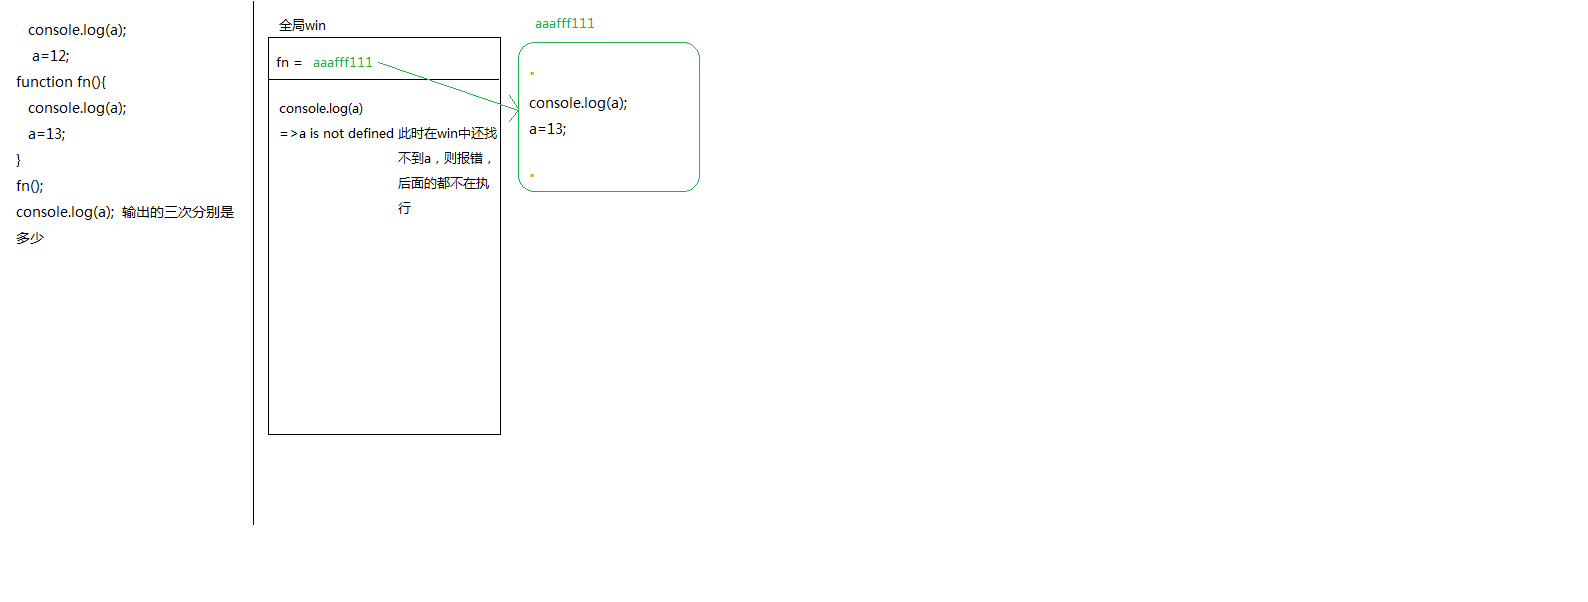 console.log(a);
a=12;
function fn(){
console.log(a);
a=13;
}
fn();
console.log(a);  输出的三次分别是
多少
全局win
fn =   aaafff111
console.log(a)
=>a is not defined 此时在win中还找
不到a，则报错，
后面的都不在执
行
aaafff111
"
console.log(a);
a=13;
"